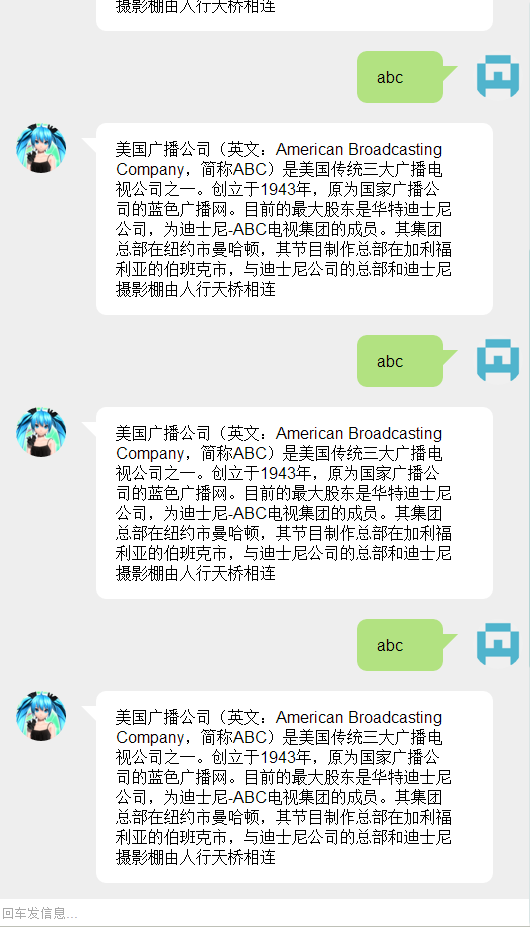 摄影棚由人行天桥相连
abc
美国广播公司（英文：American Broadcasting
Company，简称ABC）是美国传统三大广播电
视公司之一。创立于1943年，原为国家广播公
司的蓝色广播网。目前的最大股东是华特迪士尼
公司，为迪士尼-ABC电视集团的成员。其集团
总部在纽约市曼哈顿，其节目制作总部在加利福
利亚的伯班克市，与迪士尼公司的总部和迪士尼
摄影棚由人行天桥相连
abc
美国广播公司（英文：American Broadcasting
Company，简称ABC）是美国传统三大广播电
视公司之一。创立于1943年，原为国家广播公
司的蓝色广播网。目前的最大股东是华特迪士尼
公司，为迪士尼-ABC电视集团的成员。其集团
总部在纽约市曼哈顿，其节目制作总部在加利福
利亚的伯班克市，与迪士尼公司的总部和迪士尼
摄影棚由人行天桥相连
abc
美国广播公司（英文：American Broadcasting
Company，简称ABC）是美国传统三大广播电
视公司之一。创立于1943年，原为国家广播公
司的蓝色广播网。目前的最大股东是华特迪士尼
公司，为迪士尼-ABC电视集团的成员。其集团
总部在纽约市曼哈顿，其节目制作总部在加利福
利亚的伯班克市，与迪士尼公司的总部和迪士尼
摄影棚由人行天桥相连
回车发信息...